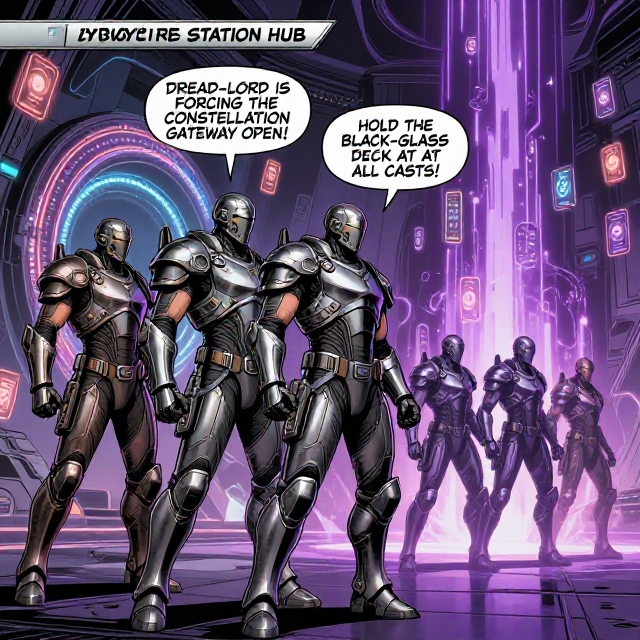 STATION HUB
DREAD-LORD IS
FORCING THE
CONSTELLATION
GATEWAY OPEN!
HOLD THE
BLACK-GLASS
DECK AT AT
ALL CASTS!